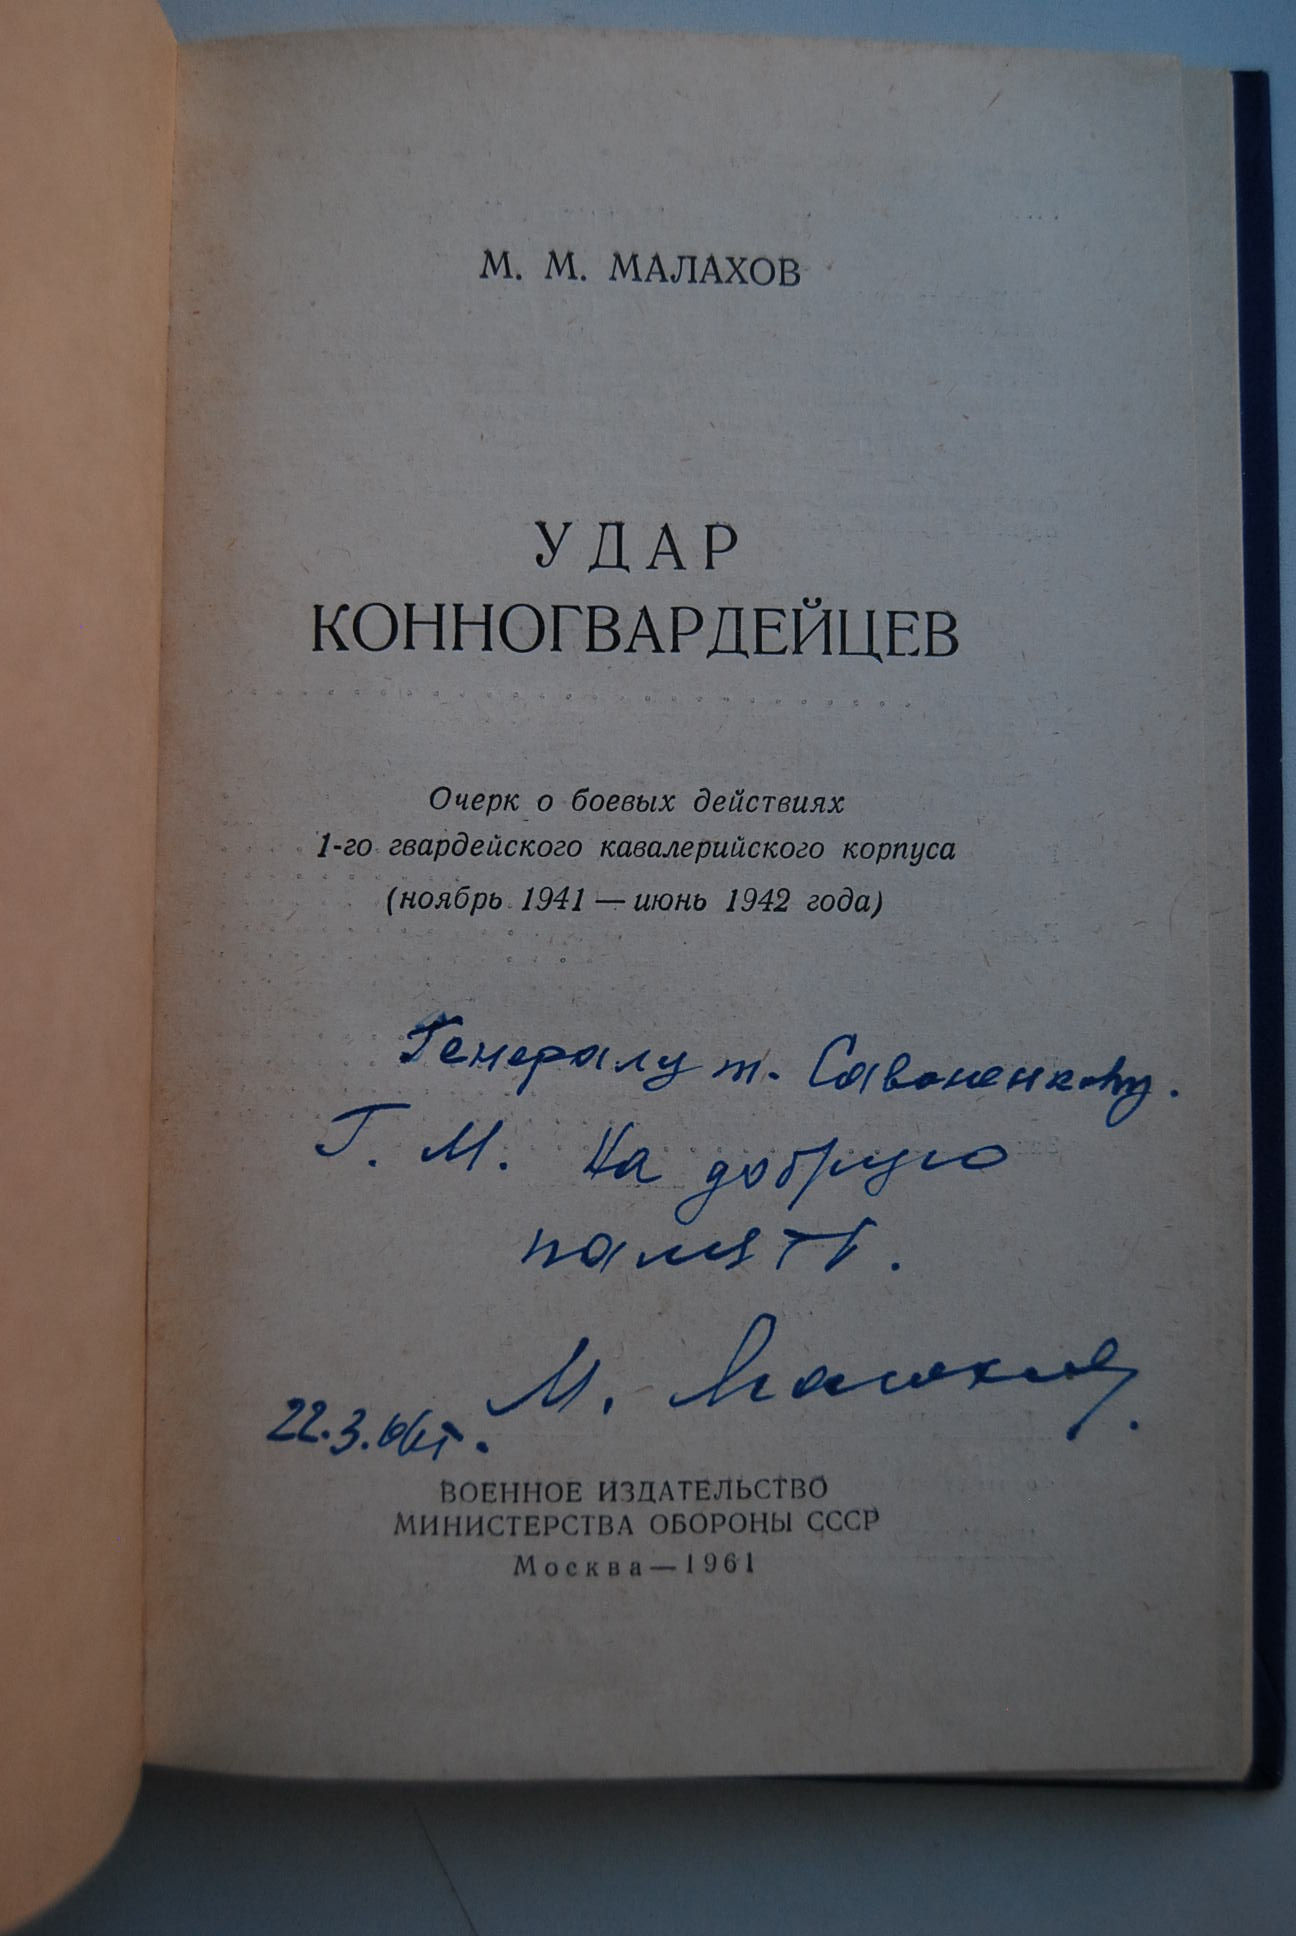 М. М. МАЛАХОВ
УДАР
КОННОГВАРДЕЙЦЕВ
Очерк о боевых действиях
1-го гвардейского кавалерийского корпуса
(ноябрь 1941 — июнь 1942 года)
Генералу т. Савоненкову.
Г. М. На добрую
память.
М. Малахов.
22.3.61г.
ВОЕННОЕ ИЗДАТЕЛЬСТВО
МИНИСТЕРСТВА ОБОРОНЫ СССР
Москва — 1961